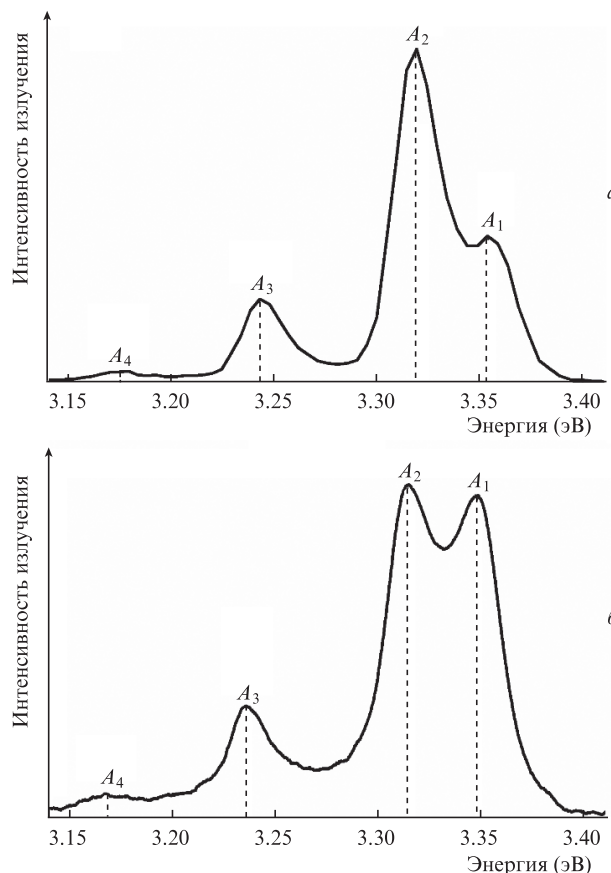 Интенсивность излучения
A₂
A₁
A₃
A₄
3.15 3.20 3.25 3.30 3.35 3.40
Энергия (эВ)
Интенсивность излучения
A₂
A₁
A₃
A₄
3.15 3.20 3.25 3.30 3.35 3.40
Энергия (эВ)